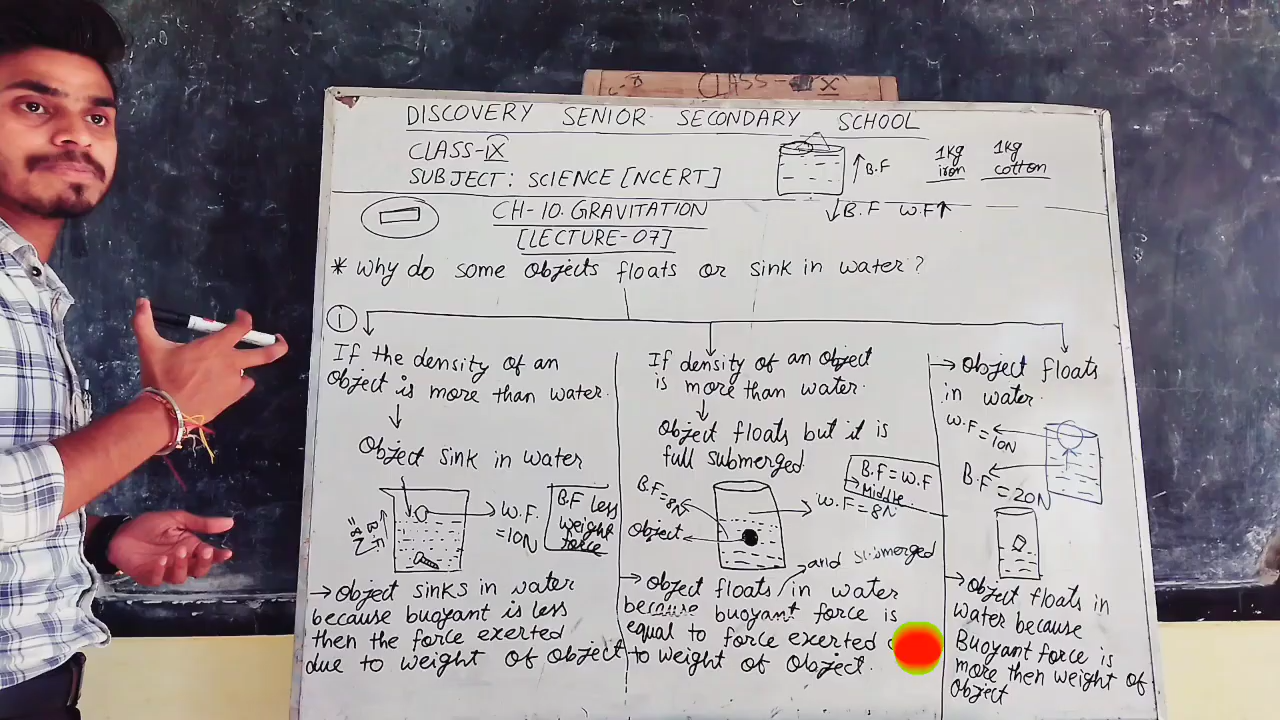 CLASS - IX
DISCOVERY SENIOR SECONDARY SCHOOL
CLASS-IX
SUBJECT: SCIENCE [NCERT]
B.F
1kg iron
1kg cotton
B.F W.F
CH-10. GRAVITATION
[LECTURE-07]
* Why do some objects floats or sink in water?
i
If the density of an
object is more than water.
Object sink in water
W.F.
=10N
B.F less
weight
force
→ Object sinks in water
because buoyant is less
then the force exerted
due to weight of object
If density of an object
is more than water.
Object floats but it is
full submerged
B.F = W.F
→ Middle
B.F=8N
W.F=8N
Object
and submerged
→ Object floats/in water
because buoyant force is
equal to force exerted
to weight of object.
→ Object floats
in water.
W.F=10N
B.F=20N
→ Object floats in
water because
Buoyant force is
more then weight of
object